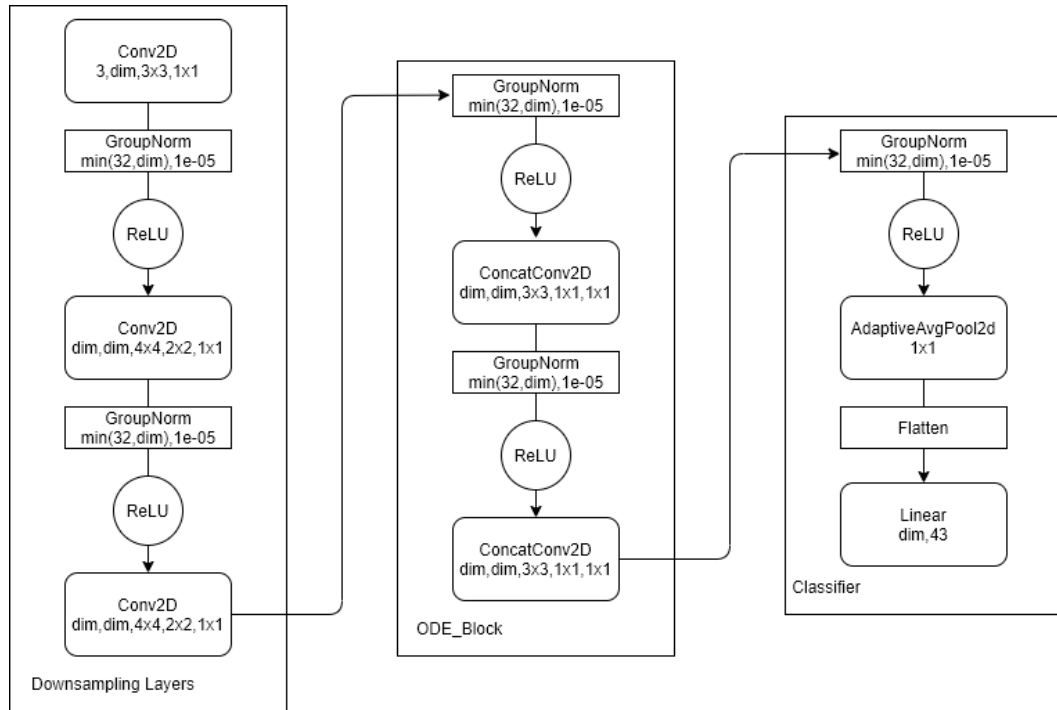 Conv2D
3,dim,3x3,1x1
GroupNorm
min(32,dim),1e-05
ReLU
Conv2D
dim,dim,4x4,2x2,1x1
GroupNorm
min(32,dim),1e-05
ReLU
Conv2D
dim,dim,4x4,2x2,1x1
Downsampling Layers
GroupNorm
min(32,dim),1e-05
ReLU
ConcatConv2D
dim,dim,3x3,1x1,1x1
GroupNorm
min(32,dim),1e-05
ReLU
ConcatConv2D
dim,dim,3x3,1x1,1x1
ODE_Block
GroupNorm
min(32,dim),1e-05
ReLU
AdaptiveAvgPool2d
1x1
Flatten
Linear
dim,43
Classifier